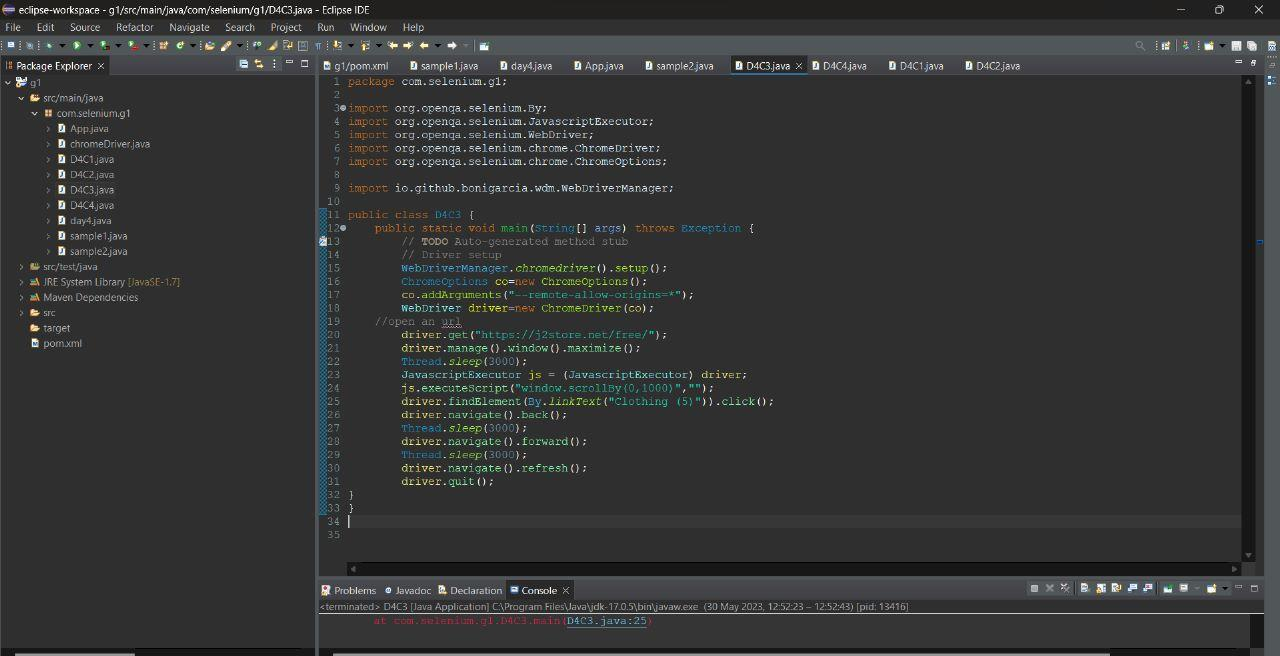 eclipse-workspace - g1/src/main/java/com/selenium/g1/D4C3.java - Eclipse IDE
File Edit Source Refactor Navigate Search Project Run Window Help
Package Explorer
g1/pom.xml sample1.java day4.java App.java sample2.java D4C3.java D4C4.java D4C1.java D4C2.java
g1
src/main/java
com.selenium.g1
App.java
chromeDriver.java
D4C1.java
D4C2.java
D4C3.java
D4C4.java
day4.java
sample1.java
sample2.java
src/test/java
JRE System Library [JavaSE-1.7]
Maven Dependencies
src
target
pom.xml
1 package com.selenium.g1;
2
3 import org.openqa.selenium.By;
4 import org.openqa.selenium.JavascriptExecutor;
5 import org.openqa.selenium.WebDriver;
6 import org.openqa.selenium.chrome.ChromeDriver;
7 import org.openqa.selenium.chrome.ChromeOptions;
8
9 import io.github.bonigarcia.wdm.WebDriverManager;
10
11 public class D4C3 {
12 public static void main(String[] args) throws Exception {
13 // TODO Auto-generated method stub
14 // Driver setup
15 WebDriverManager.chromedriver().setup();
16 ChromeOptions co=new ChromeOptions();
17 co.addArguments("--remote-allow-origins=*");
18 WebDriver driver=new ChromeDriver(co);
19 //open an url
20 driver.get("https://j2store.net/free/");
21 driver.manage().window().maximize();
22 Thread.sleep(3000);
23 JavascriptExecutor js = (JavascriptExecutor) driver;
24 js.executeScript("window.scrollBy(0,1000)","");
25 driver.findElement(By.linkText("Clothing (5)")).click();
26 driver.navigate().back();
27 Thread.sleep(3000);
28 driver.navigate().forward();
29 Thread.sleep(3000);
30 driver.navigate().refresh();
31 driver.quit();
32 }
33 }
34
35
Problems Javadoc Declaration Console
<terminated> D4C3 [Java Application] C:\Program Files\Java\jdk-17.0.5\bin\javaw.exe (30 May 2023, 12:52:23 – 12:52:43) [pid: 13416]
at com.selenium.g1.D4C3.main(D4C3.java:25)